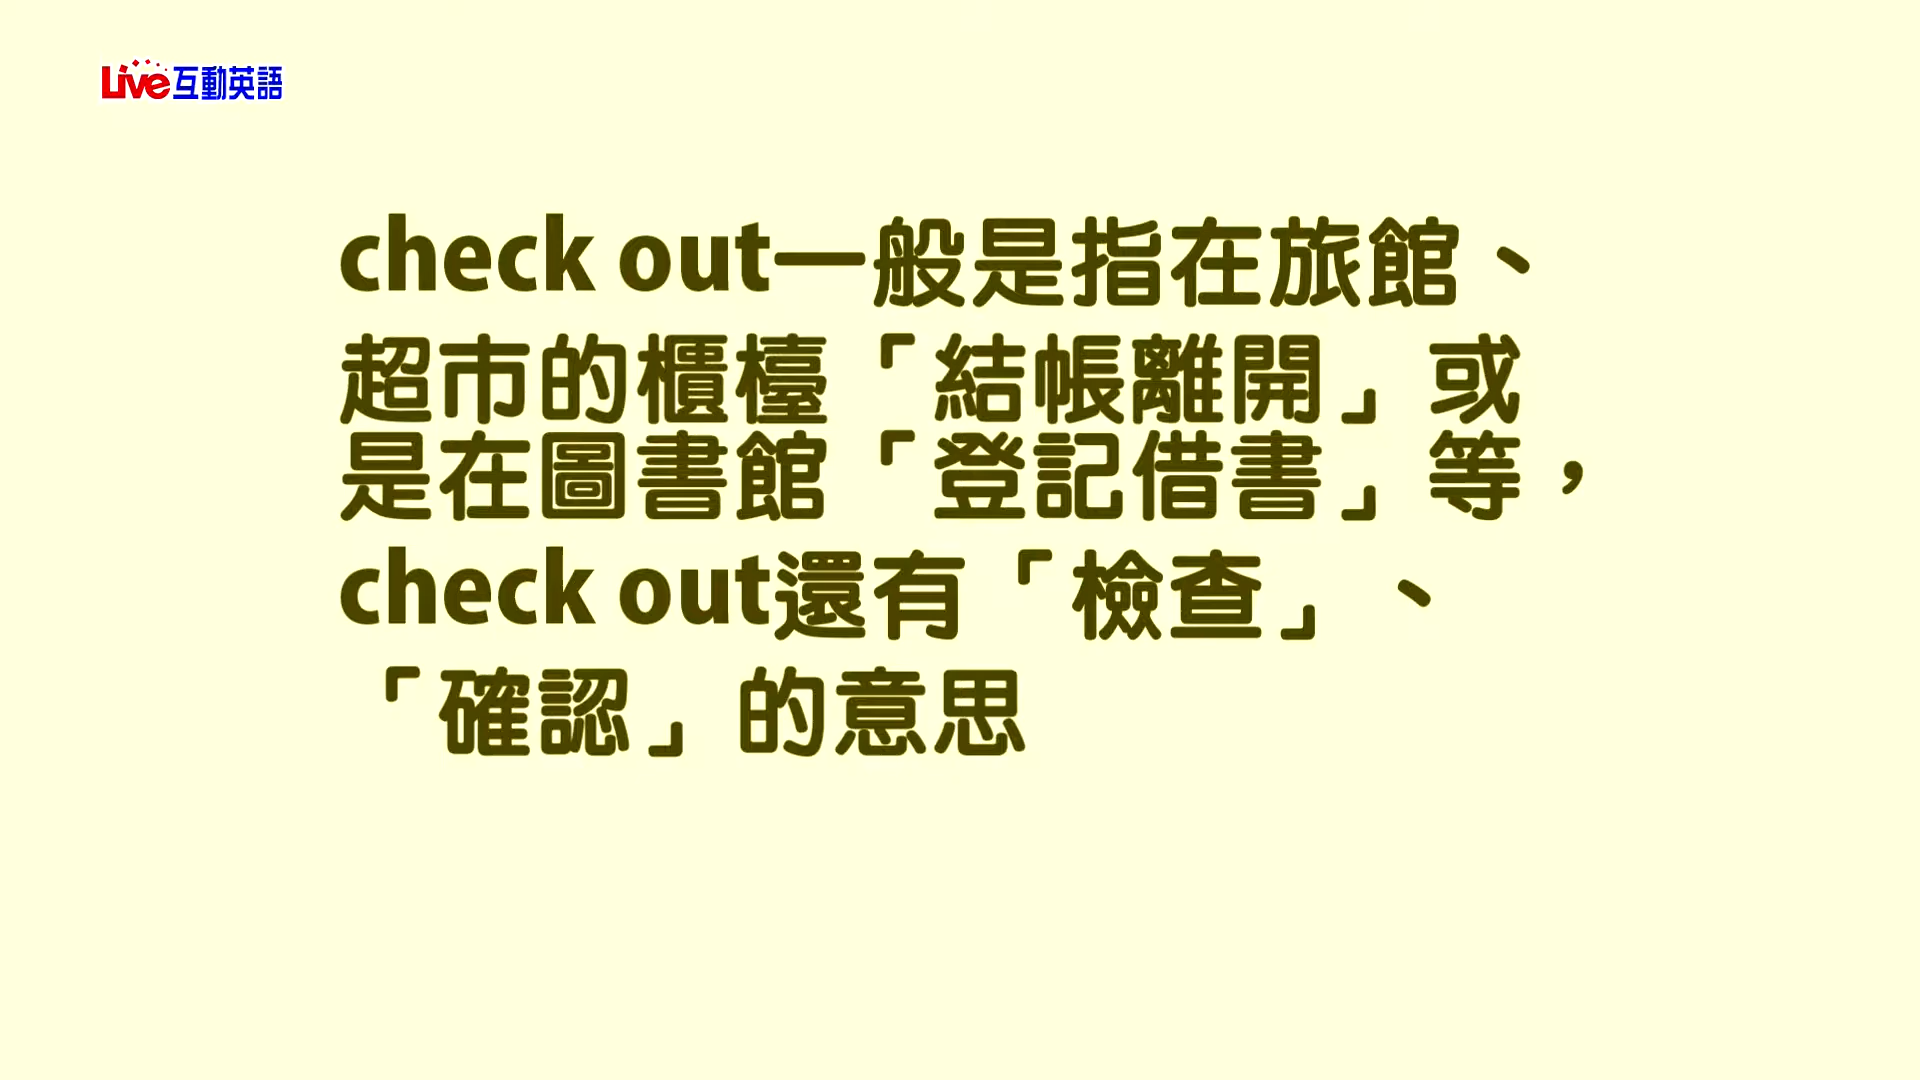 Live互動英語
check out一般是指在旅館、
超市的櫃檯「結帳離開」或
是在圖書館「登記借書」等，
check out還有「檢查」、
「確認」的意思